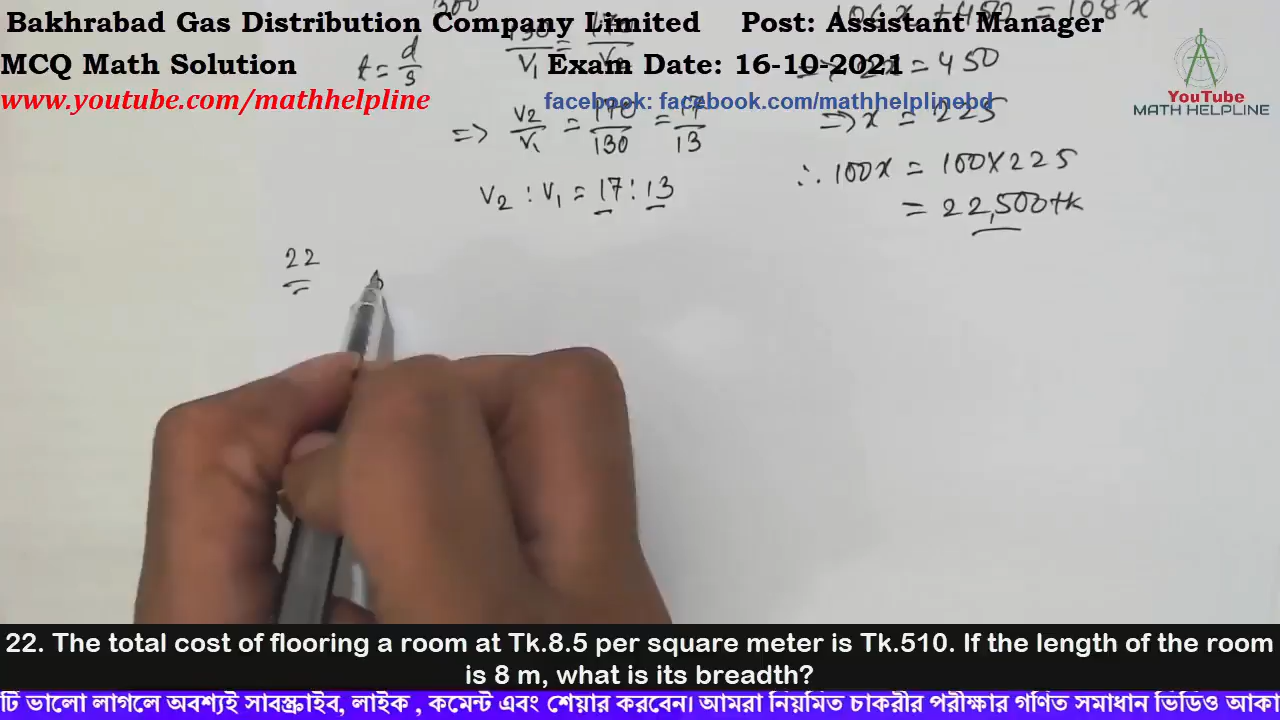 Bakhrabad Gas Distribution Company Limited Post: Assistant Manager
MCQ Math Solution Exam Date: 16-10-2021
www.youtube.com/mathhelpline facebook: facebook.com/mathhelplinebd
YouTube
MATH HELPLINE
t = d/s
=> V2/V1 = 170/130 = 17/13
V2 : V1 = 17 : 13
= 450
=> x = 225
∴ 100x = 100X225
= 22,500tk
22
22. The total cost of flooring a room at Tk.8.5 per square meter is Tk.510. If the length of the room
is 8 m, what is its breadth?
টি ভালো লাগলে অবশ্যই সাবস্ক্রাইব, লাইক , কমেন্ট এবং শেয়ার করবেন। আমরা নিয়মিত চাকরীর পরীক্ষার গণিত সমাধান ভিডিও আকা